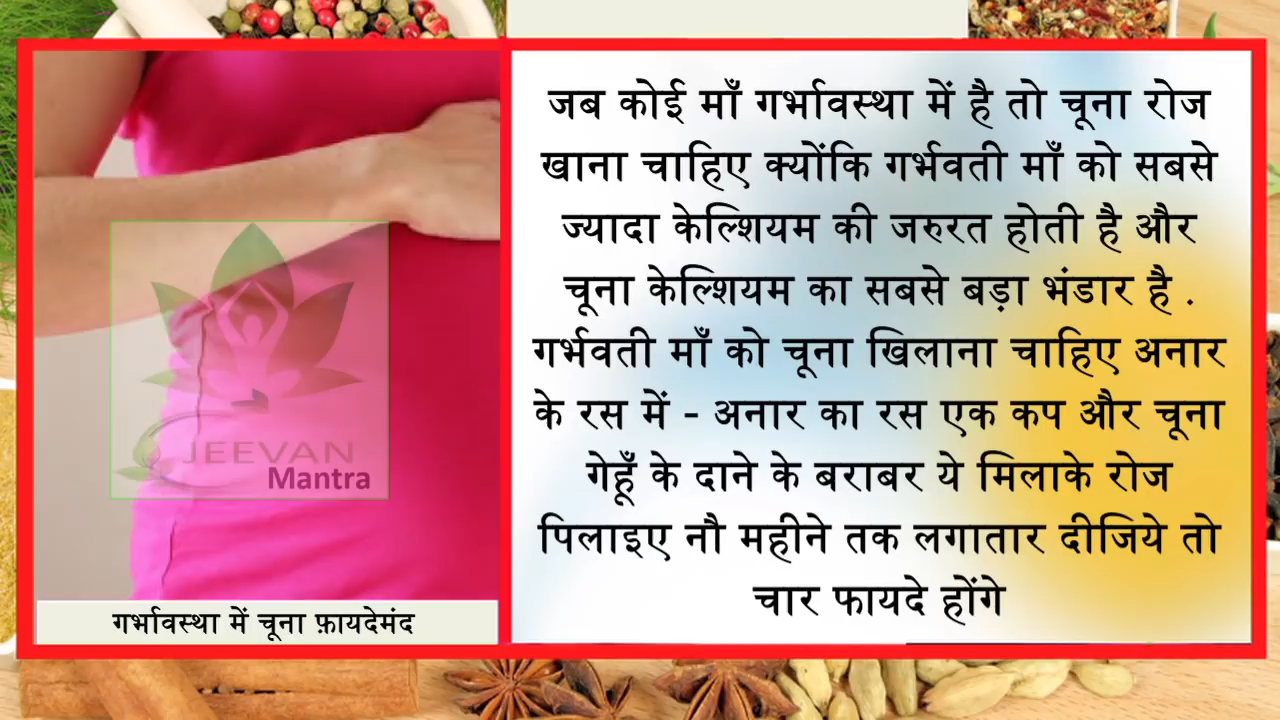 जब कोई माँ गर्भावस्था में है तो चूना रोज
खाना चाहिए क्योंकि गर्भवती माँ को सबसे
ज्यादा केल्शियम की जरुरत होती है और
चूना केल्शियम का सबसे बड़ा भंडार है .
गर्भवती माँ को चूना खिलाना चाहिए अनार
के रस में - अनार का रस एक कप और चूना
गेहूँ के दाने के बराबर ये मिलाके रोज
पिलाइए नौ महीने तक लगातार दीजिये तो
चार फायदे होंगे
JEEVAN
Mantra
गर्भावस्था में चूना फ़ायदेमंद